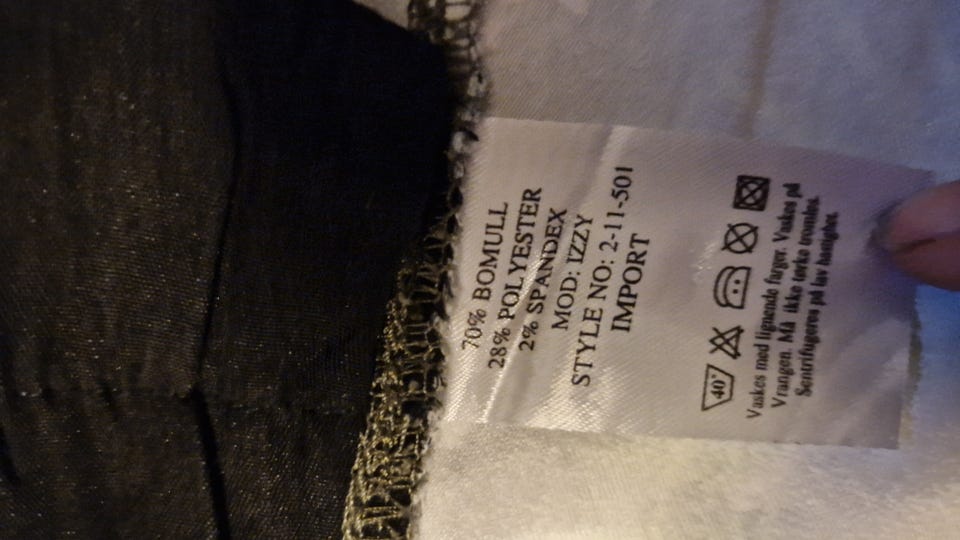 70% BOMULL
28% POLYESTER
2% SPANDEX
MOD: IZZY
STYLE NO: 2-11-501
IMPORT
40°
Vaskes med lignende farger. Vaskes på
Vrangen. Må ikke tørke tromles.
Sentrifugeres på lav hastighet.